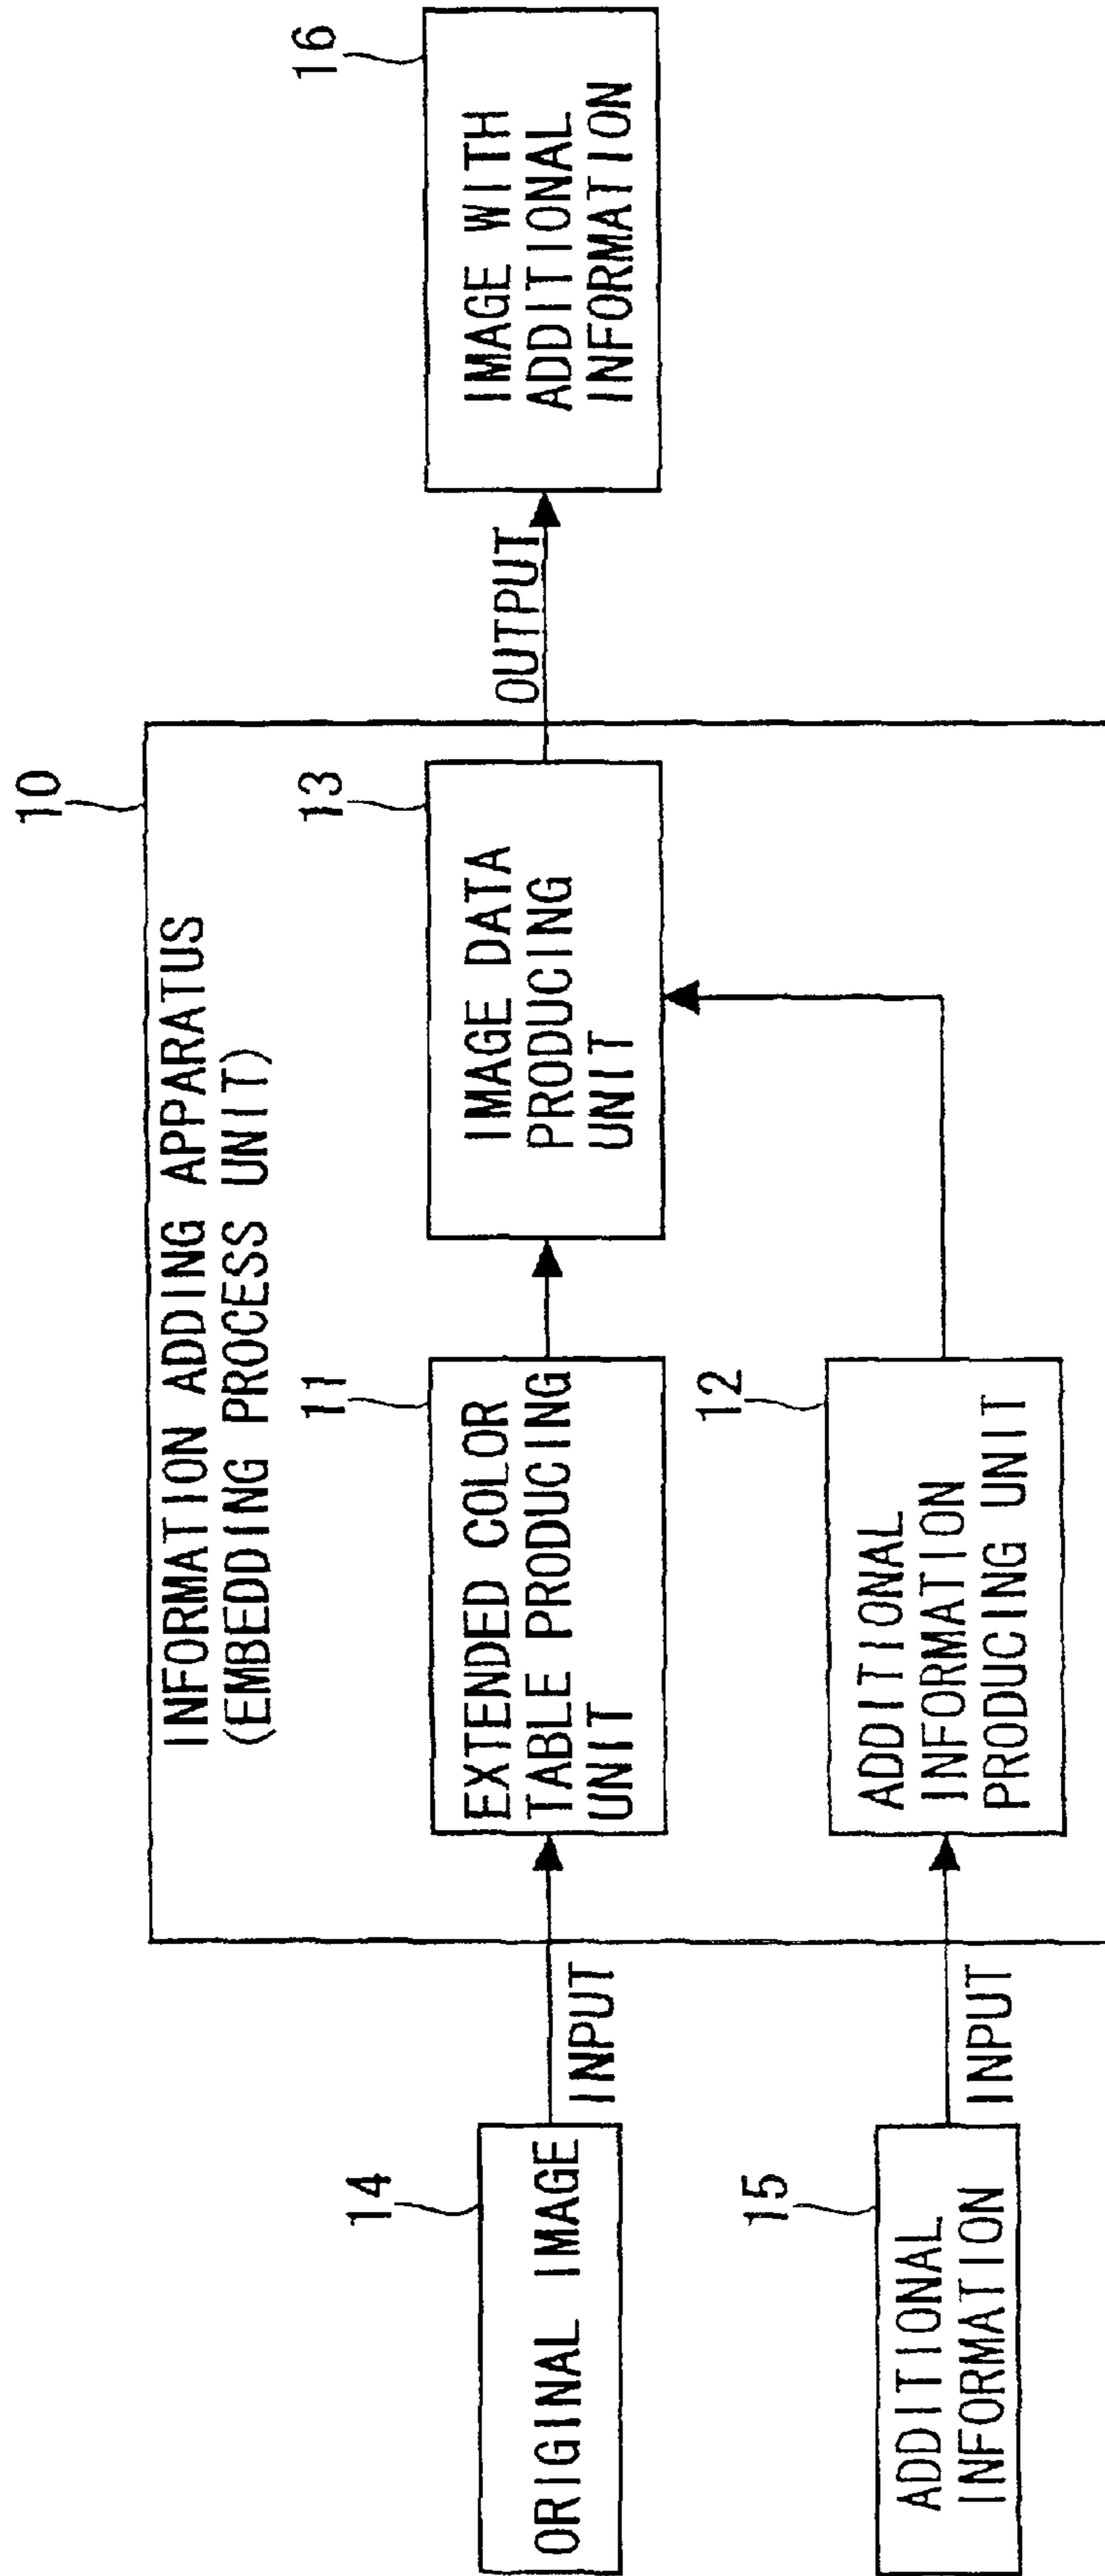 10
INFORMATION ADDING APPARATUS
(EMBEDDING PROCESS UNIT)
14
ORIGINAL IMAGE
INPUT
11
EXTENDED COLOR
TABLE PRODUCING
UNIT
13
IMAGE DATA
PRODUCING
UNIT
OUTPUT
16
IMAGE WITH
ADDITIONAL
INFORMATION
15
ADDITIONAL
INFORMATION
INPUT
12
ADDITIONAL
INFORMATION
PRODUCING UNIT